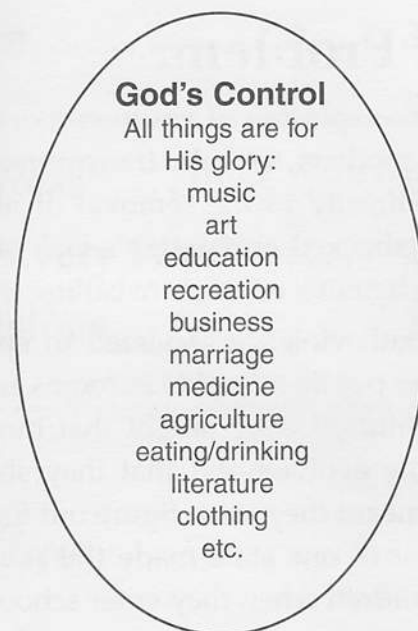 God's Control
All things are for
His glory:
music
art
education
recreation
business
marriage
medicine
agriculture
eating/drinking
literature
clothing
etc.